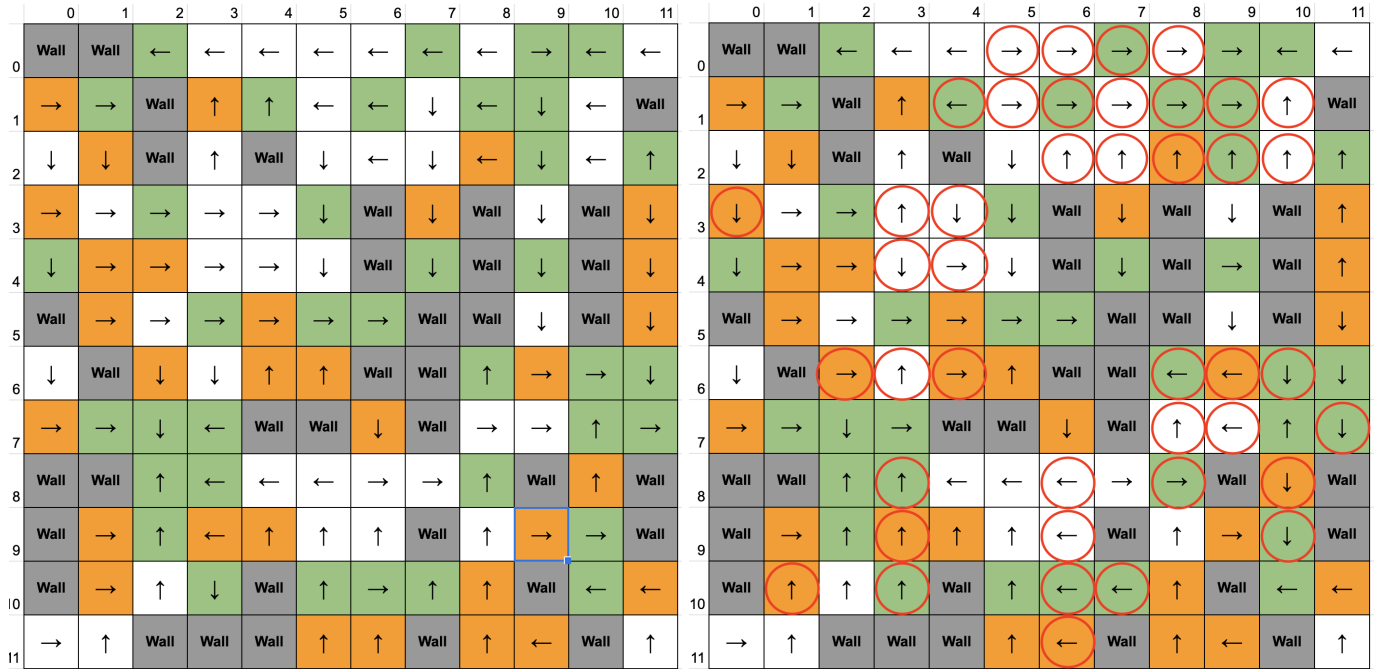 0 1 2 3 4 5 6 7 8 9 10 11
0 Wall Wall ← ← ← ← ← ← ← → ← ←
1 → → Wall ↑ ↑ ← ← ↓ ← ↓ ← Wall
2 ↓ ↓ Wall ↑ Wall ↓ ← ↓ ← ↓ ← ↑
3 → → → → → ↓ Wall ↓ Wall ↓ Wall ↓
4 ↓ → → → → ↓ Wall ↓ Wall ↓ Wall ↓
5 Wall → → → → → → Wall Wall ↓ Wall ↓
6 ↓ Wall ↓ ↓ ↑ ↑ Wall Wall ↑ → → ↓
7 → → ↓ ← Wall Wall ↓ Wall → → ↑ →
8 Wall Wall ↑ ← ← ← → → ↑ Wall ↑ Wall
9 Wall → ↑ ← ↑ ↑ ↑ Wall ↑ → → Wall
10 Wall → ↑ ↓ Wall ↑ → ↑ ↑ Wall ← ←
11 → ↑ Wall Wall Wall ↑ ↑ Wall ↑ ← Wall ↑
0 1 2 3 4 5 6 7 8 9 10 11
0 Wall Wall ← ← ← → → → → → ← ←
1 → → Wall ↑ ← → → → → → ↑ Wall
2 ↓ ↓ Wall ↑ Wall ↓ ↑ ↑ ↑ ↑ ↑ ↑
3 ↓ → → ↑ ↓ ↓ Wall ↓ Wall ↓ Wall ↑
4 ↓ → → ↓ → ↓ Wall ↓ Wall → Wall ↑
5 Wall → → → → → → Wall Wall ↓ Wall ↓
6 ↓ Wall → ↑ → ↑ Wall Wall ← ← ↓ ↓
7 → → ↓ → Wall Wall ↓ Wall ↑ ← ↑ ↓
8 Wall Wall ↑ ↑ ← ← ← → → Wall ↓ Wall
9 Wall → ↑ ↑ ↑ ↑ ← Wall ↑ → ↓ Wall
10 Wall ↑ ↑ ↑ Wall ↑ ← ← ↑ Wall ← ←
11 → ↑ Wall Wall Wall ↑ ← Wall ↑ ← Wall ↑